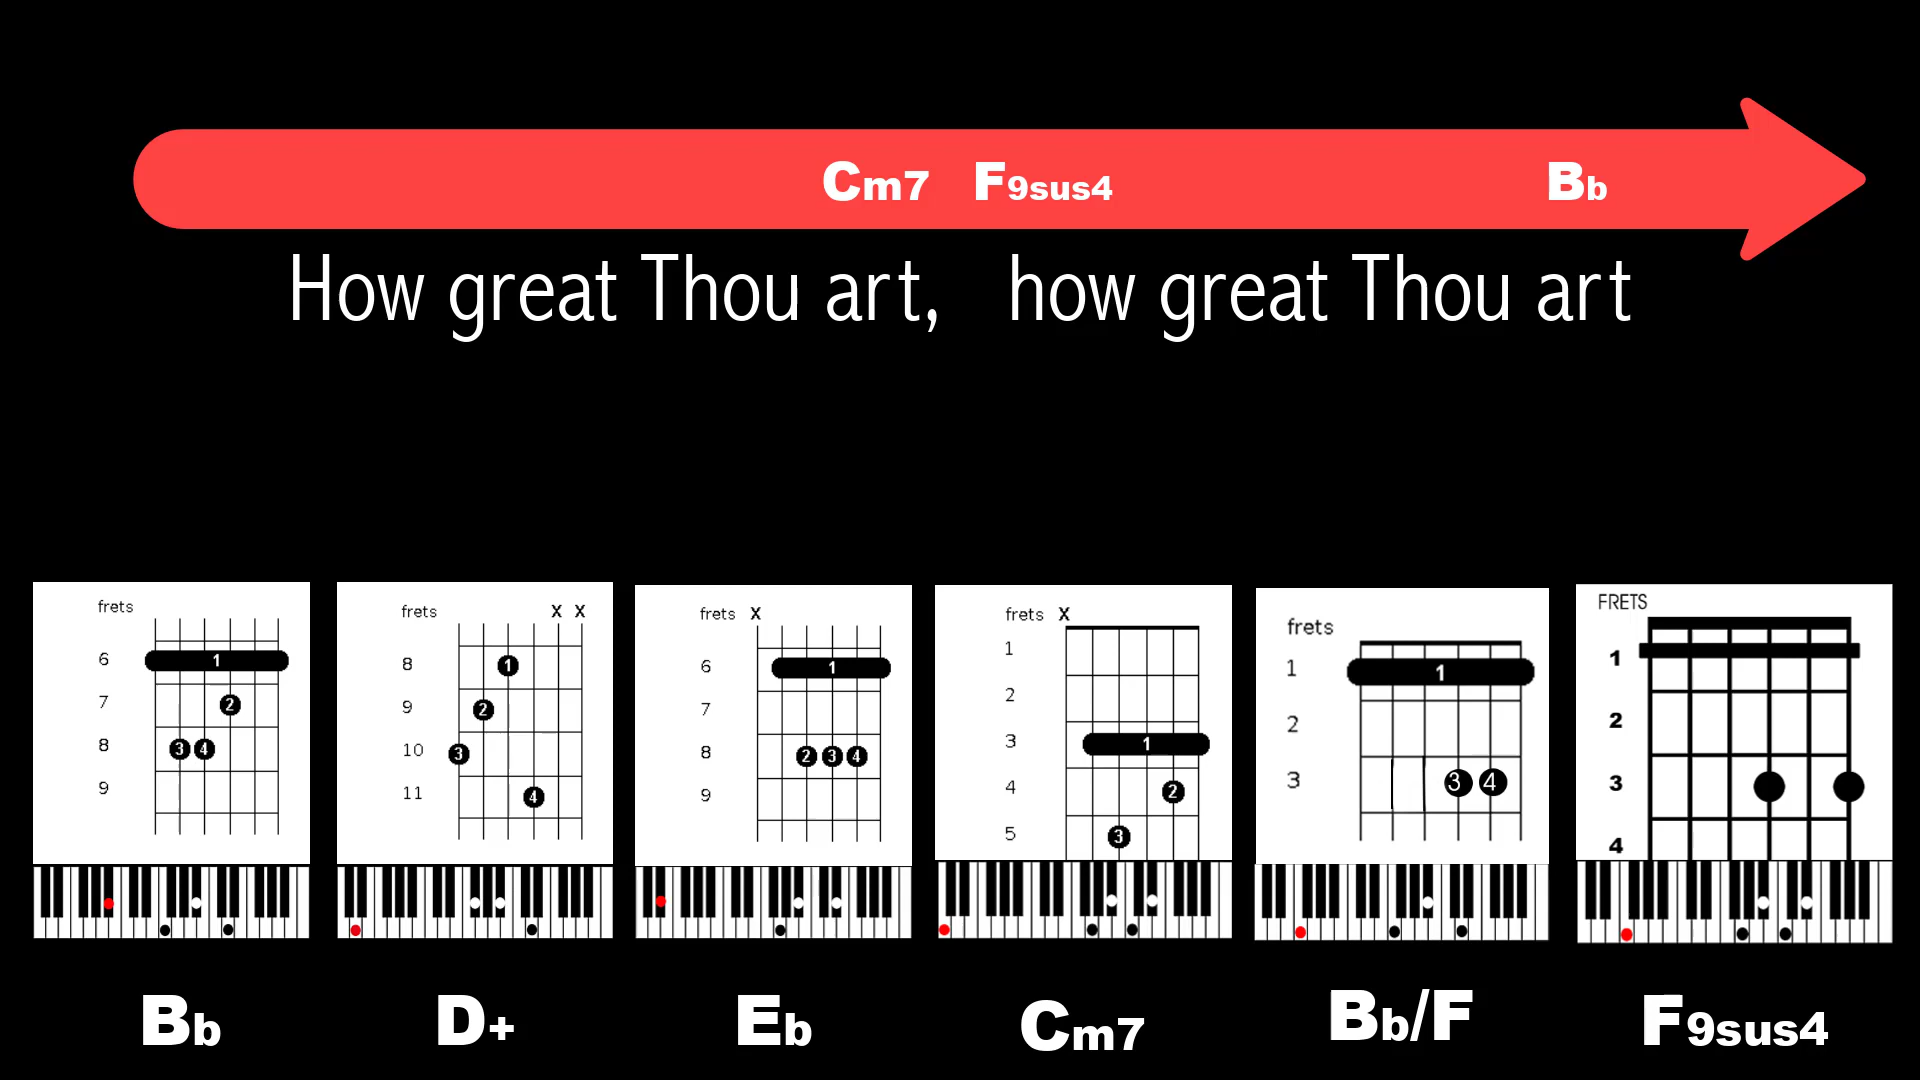 Cm7 F9sus4 Bb
How great Thou art, how great Thou art
frets
6 1
7 2
8 3 4
9
frets X X
8 1
9 2
10 3
11 4
frets X
6 1
7
8 2 3 4
9
frets X
1
2
3 1
4 2
5 3
frets
1 1
2
3 3 4
FRETS
1
2
3
4
Bb D+ Eb Cm7 Bb/F F9sus4